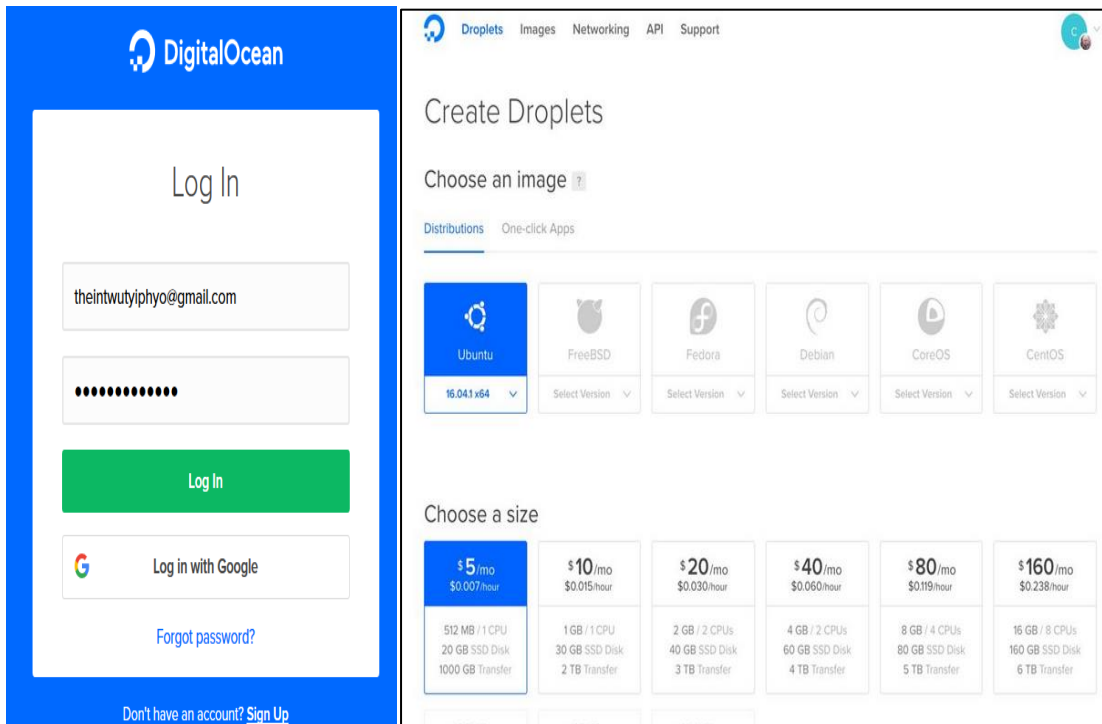 DigitalOcean
Log In
theintwutyiphyo@gmail.com
•••••••••••••
Log In
Log in with Google
Forgot password?
Don't have an account? Sign Up
Droplets Images Networking API Support
C
Create Droplets
Choose an image ?
Distributions One-click Apps
Ubuntu FreeBSD Fedora Debian CoreOS CentOS
16.04.1 x64 Select Version Select Version Select Version Select Version Select Version
Choose a size
$5/mo $10/mo $20/mo $40/mo $80/mo $160/mo
$0.007/hour $0.015/hour $0.030/hour $0.060/hour $0.119/hour $0.238/hour
512 MB / 1 CPU 1 GB / 1 CPU 2 GB / 2 CPUs 4 GB / 2 CPUs 8 GB / 4 CPUs 16 GB / 8 CPUs
20 GB SSD Disk 30 GB SSD Disk 40 GB SSD Disk 60 GB SSD Disk 80 GB SSD Disk 160 GB SSD Disk
1000 GB Transfer 2 TB Transfer 3 TB Transfer 4 TB Transfer 5 TB Transfer 6 TB Transfer